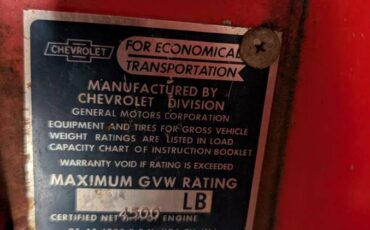 CHEVROLET
FOR ECONOMICAL
TRANSPORTATION
MANUFACTURED BY
CHEVROLET DIVISION
GENERAL MOTORS CORPORATION
EQUIPMENT AND TIRES FOR GROSS VEHICLE
WEIGHT RATINGS ARE LISTED IN LOAD
CAPACITY CHART OF INSTRUCTION BOOKLET
WARRANTY VOID IF RATING IS EXCEEDED
MAXIMUM GVW RATING
LB
4500
CERTIFIED NET OF ENGINE